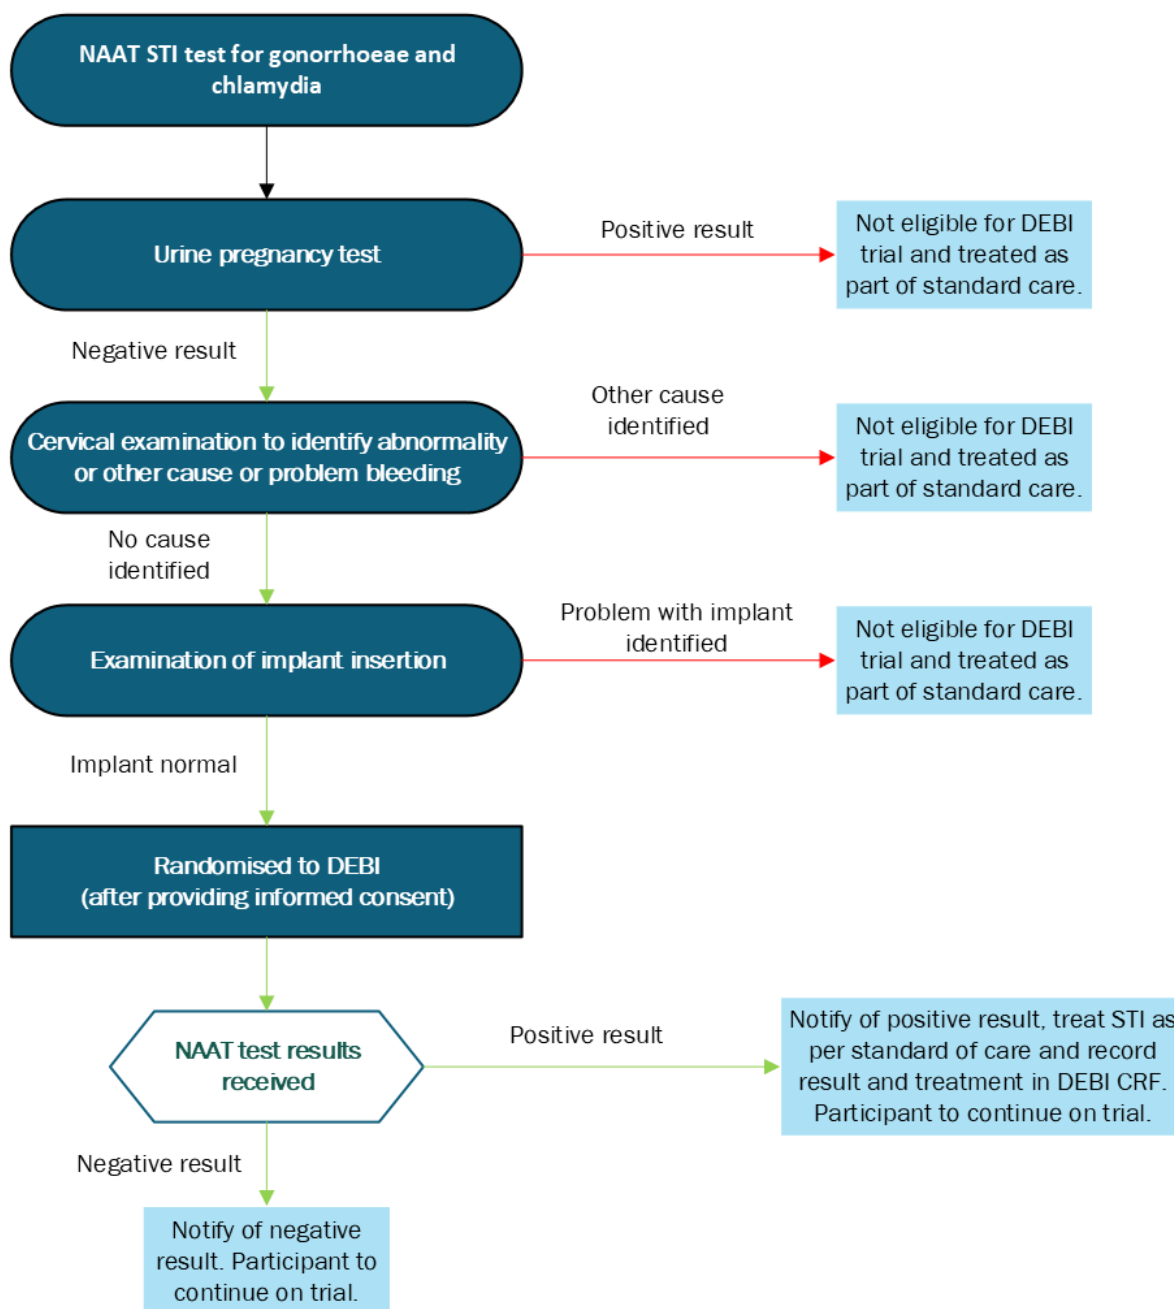 NAAT STI test for gonorrhoeae and
chlamydia
Urine pregnancy test
Positive result
Not eligible for DEBI
trial and treated as
part of standard care.
Negative result
Cervical examination to identify abnormality
or other cause or problem bleeding
Other cause
identified
Not eligible for DEBI
trial and treated as
part of standard care.
No cause
identified
Examination of implant insertion
Problem with implant
identified
Not eligible for DEBI
trial and treated as
part of standard care.
Implant normal
Randomised to DEBI
(after providing informed consent)
NAAT test results
received
Positive result
Notify of positive result, treat STI as
per standard of care and record
result and treatment in DEBI CRF.
Participant to continue on trial.
Negative result
Notify of negative
result. Participant to
continue on trial.